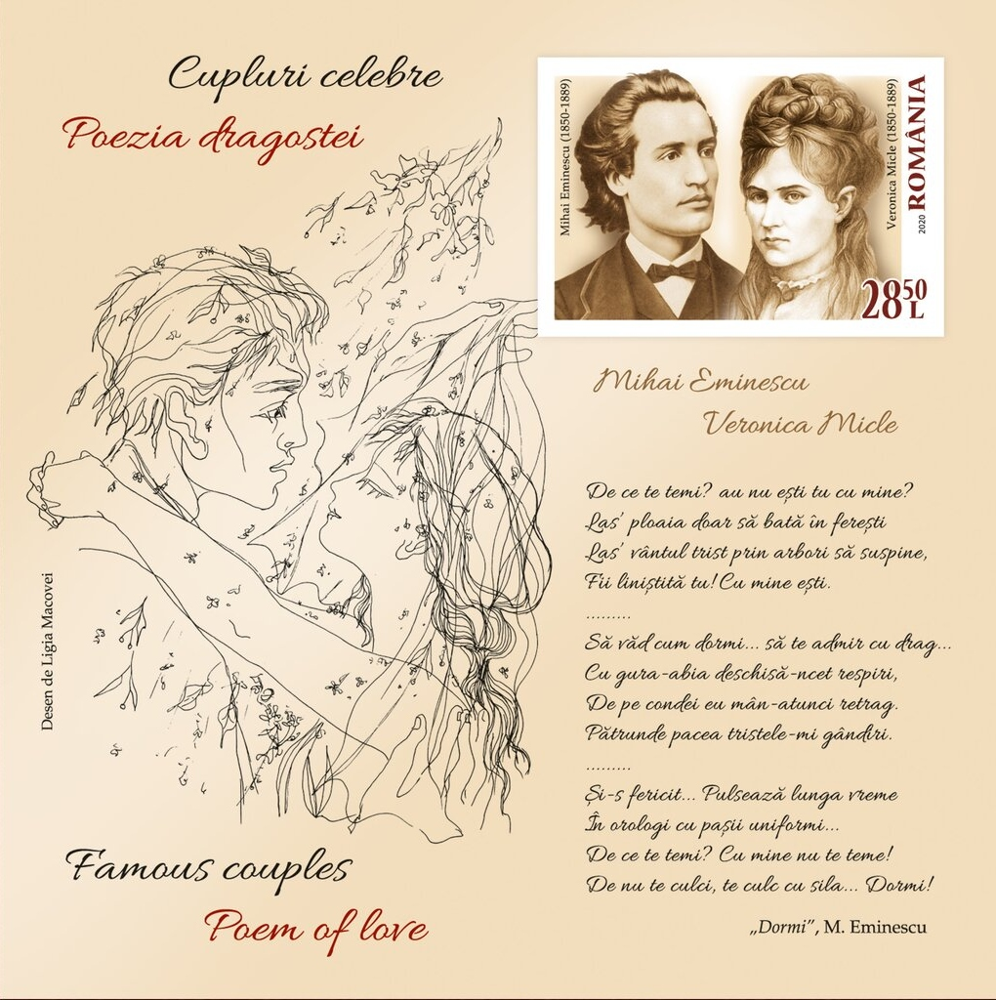 Cupluri celebre
Poezia dragostei
Mihai Eminescu (1850-1889)
Veronica Micle (1850-1889)
2020 ROMÂNIA
2850 L
Mihai Eminescu
Veronica Micle
De ce te temi? au nu ești tu cu mine?
Las' ploaia doar să bată în ferești
Las' vântul trist prin arbori să suspine,
Fii liniștită tu! Cu mine ești.
.........
Să văd cum dormi... să te admir cu drag...
Cu gura-abia deschisă-ncet respiri,
De pe condei eu mân-atunci retrag.
Pătrunde pacea tristele-mi gândiri.
.........
Și-s fericit... Pulsează lunga vreme
În orologi cu pașii uniformi...
De ce te temi? Cu mine nu te teme!
De nu te culci, te culc cu sila... Dormi!
„Dormi”, M. Eminescu
Desen de Ligia Macovei
Famous couples
Poem of love